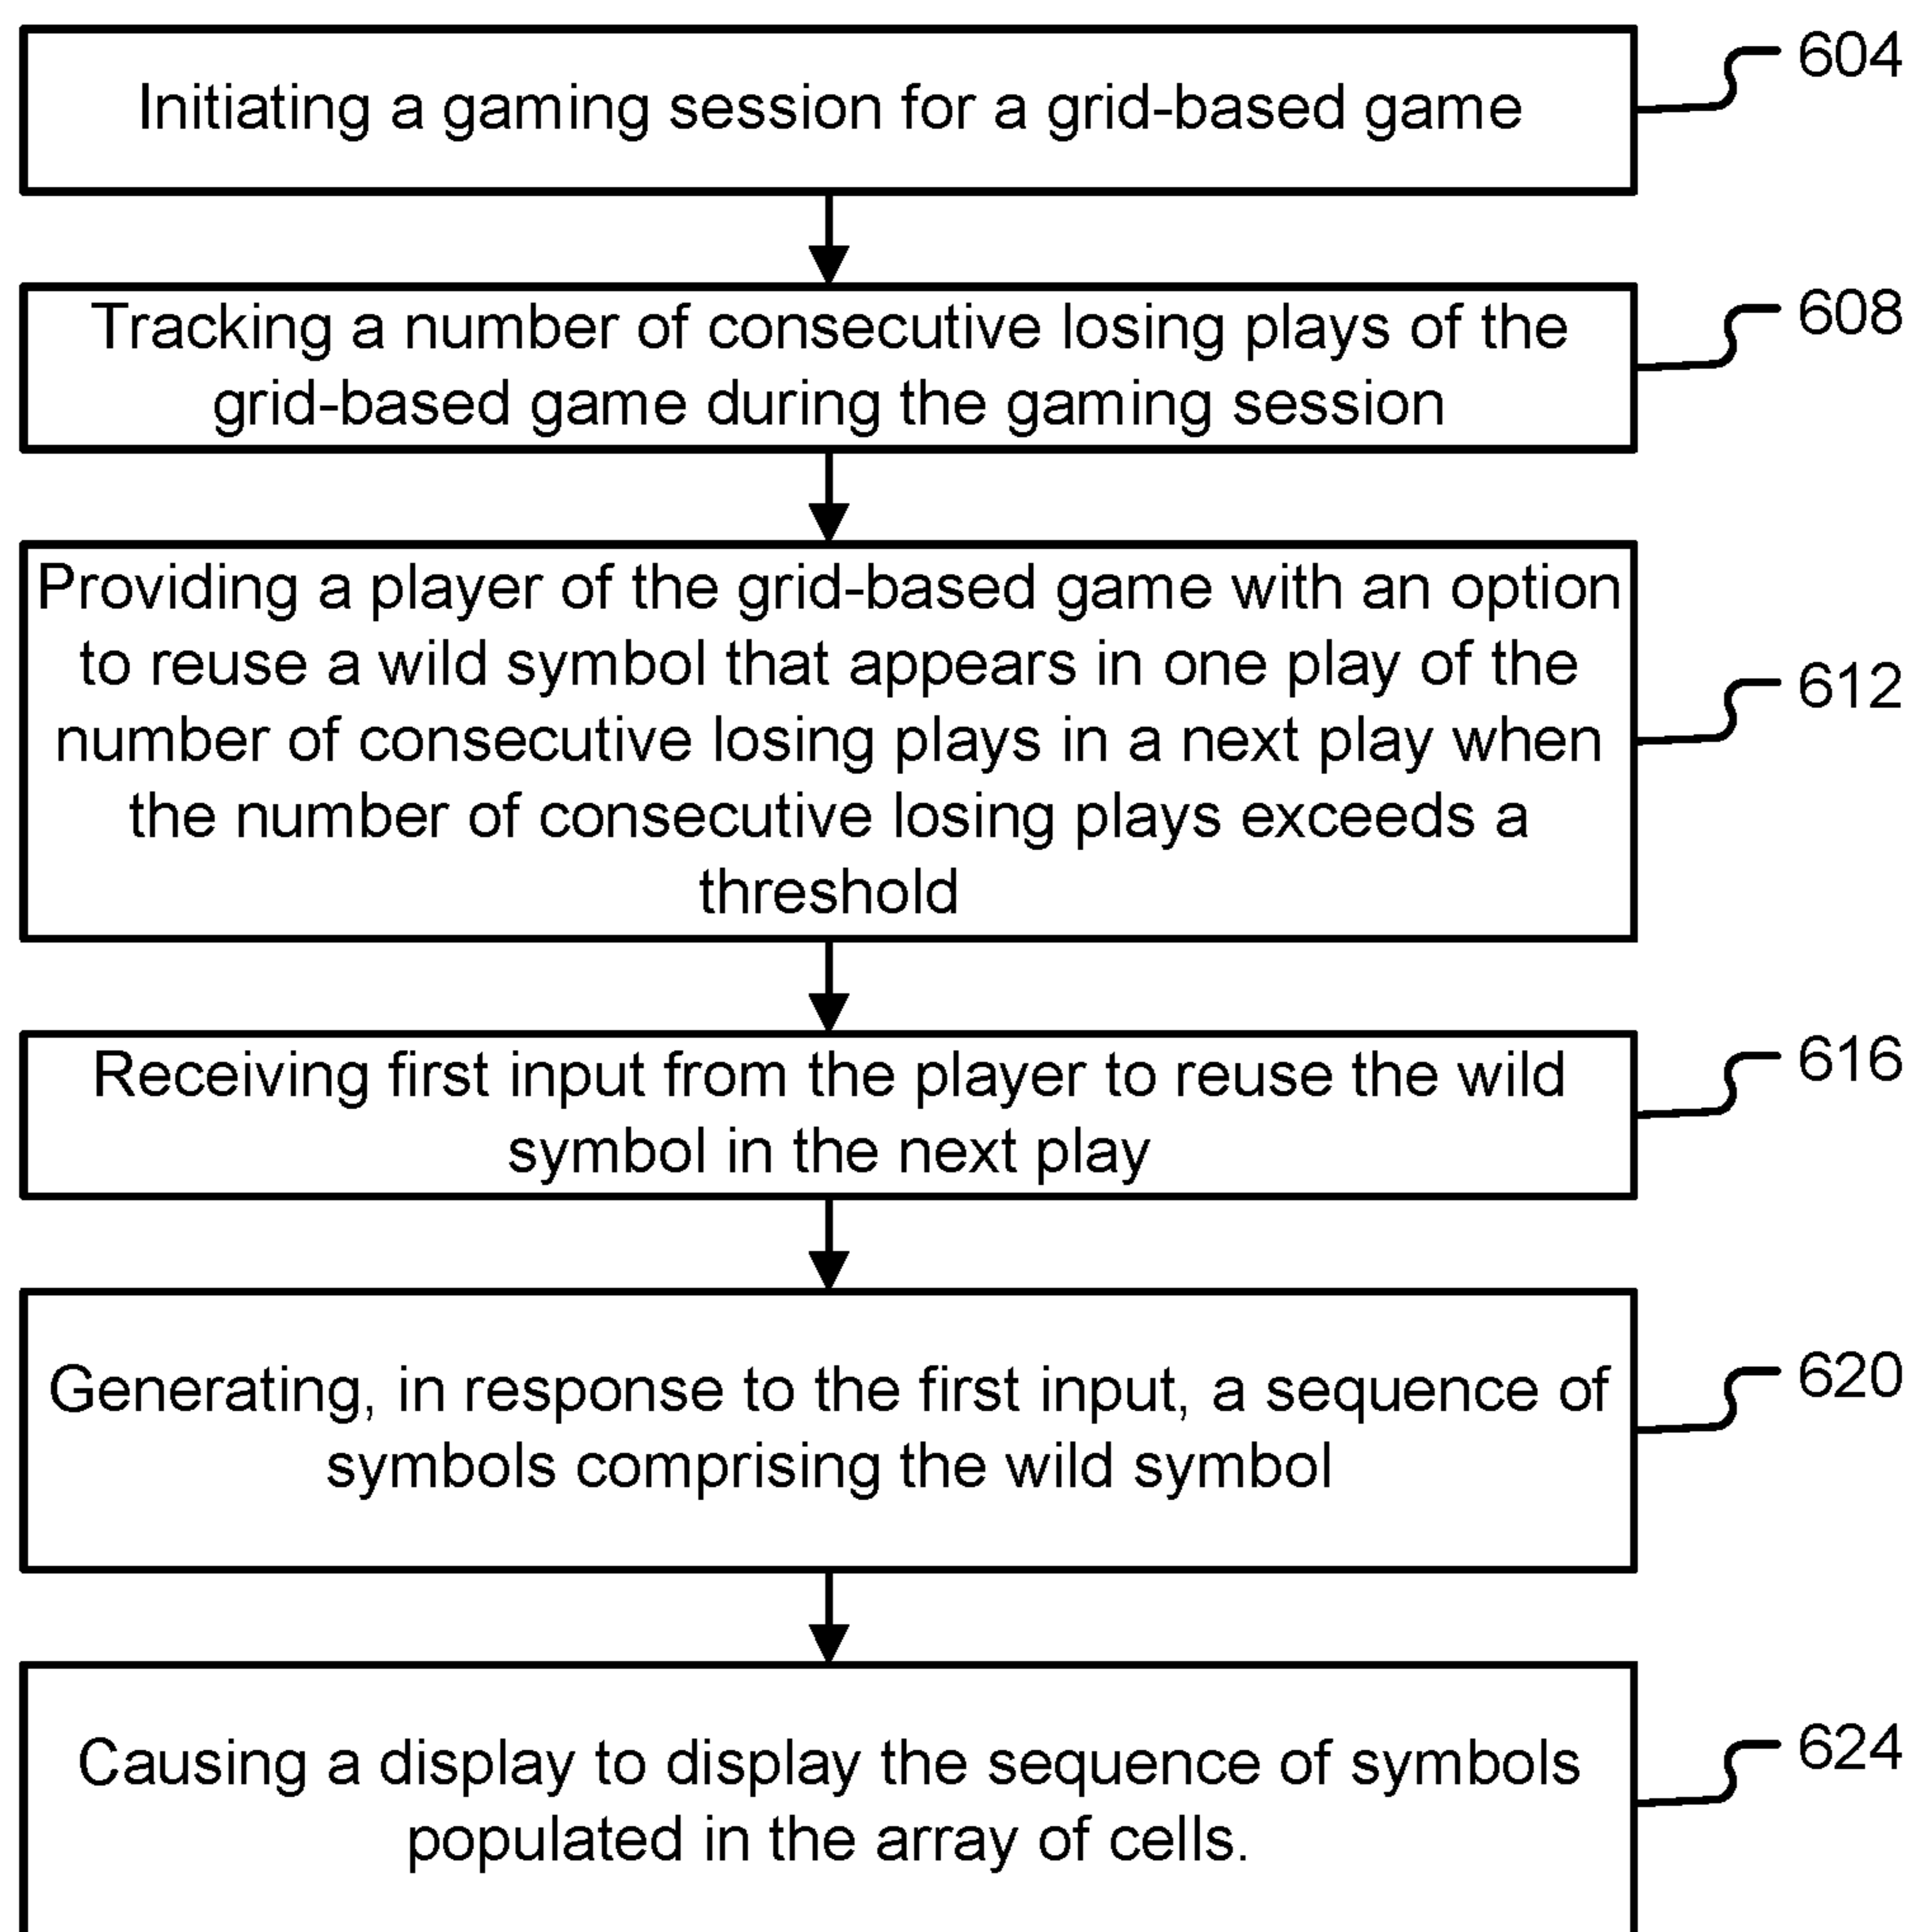 Initiating a gaming session for a grid-based game
604
Tracking a number of consecutive losing plays of the
grid-based game during the gaming session
608
Providing a player of the grid-based game with an option
to reuse a wild symbol that appears in one play of the
number of consecutive losing plays in a next play when
the number of consecutive losing plays exceeds a
threshold
612
Receiving first input from the player to reuse the wild
symbol in the next play
616
Generating, in response to the first input, a sequence of
symbols comprising the wild symbol
620
Causing a display to display the sequence of symbols
populated in the array of cells.
624